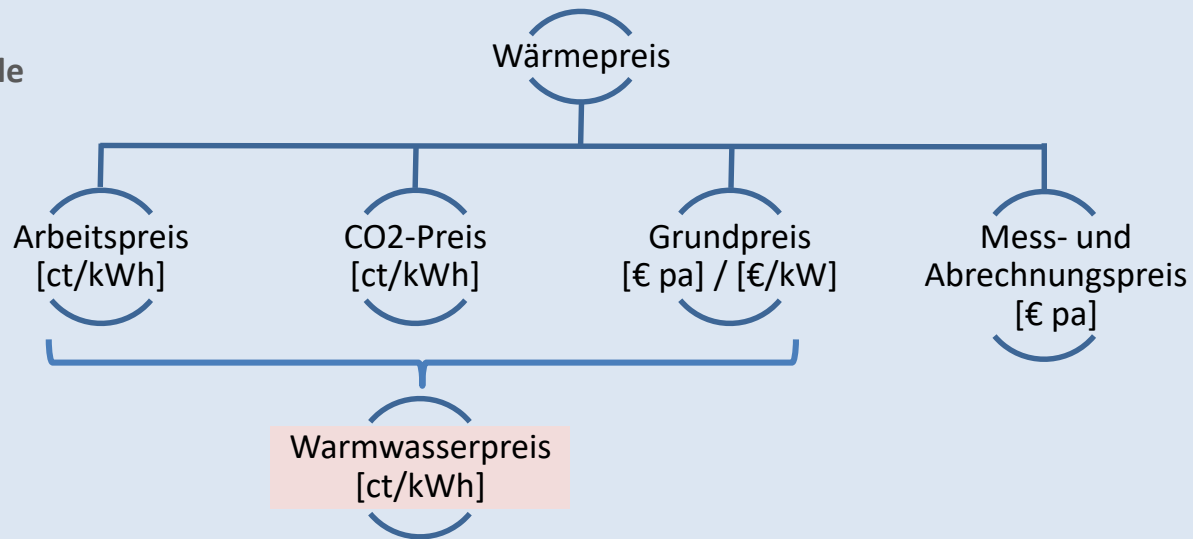 Wärmepreis
Arbeitspreis
[ct/kWh]
CO2-Preis
[ct/kWh]
Grundpreis
[€ pa] / [€/kW]
Mess- und
Abrechnungspreis
[€ pa]
Warmwasserpreis
[ct/kWh]